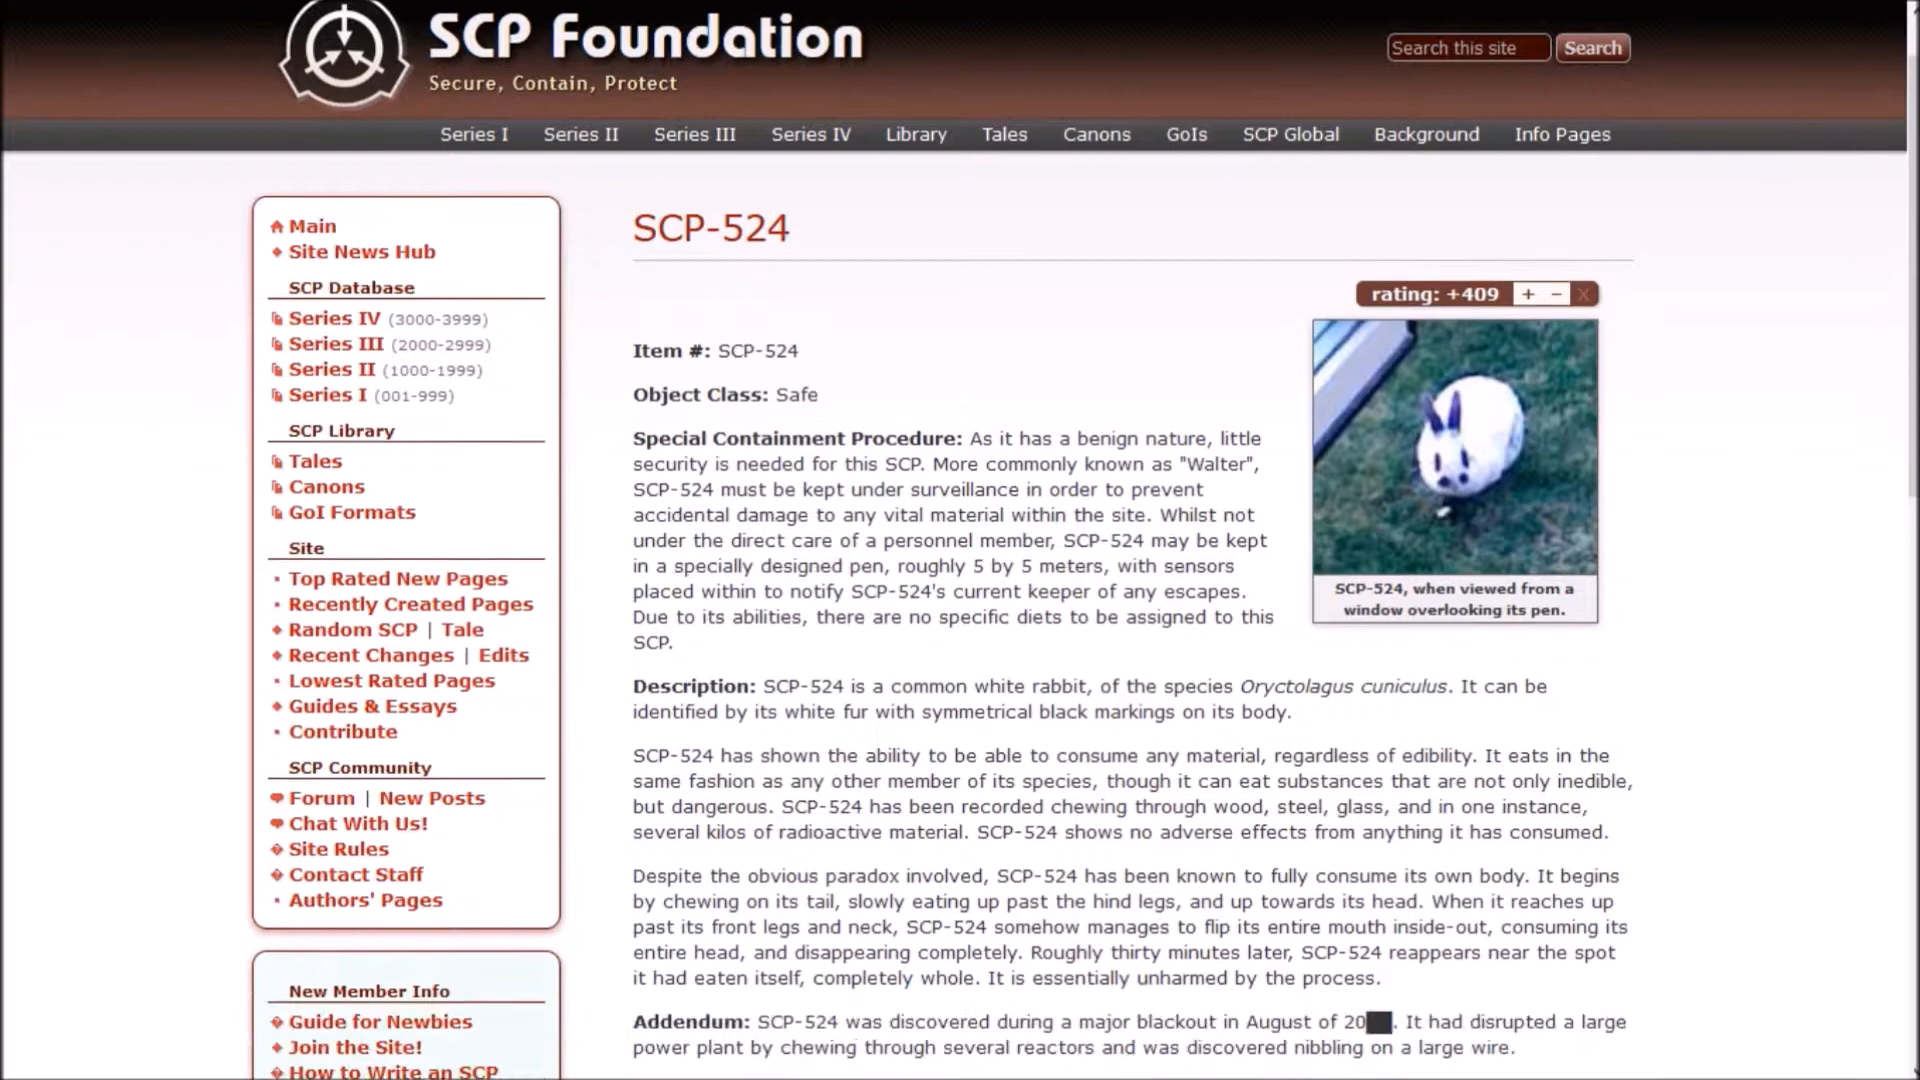 SCP Foundation
Secure, Contain, Protect
Search this site
Search
Series I Series II Series III Series IV Library Tales Canons GoIs SCP Global Background Info Pages
Main
Site News Hub
SCP Database
Series IV (3000-3999)
Series III (2000-2999)
Series II (1000-1999)
Series I (001-999)
SCP Library
Tales
Canons
GoI Formats
Site
Top Rated New Pages
Recently Created Pages
Random SCP | Tale
Recent Changes | Edits
Lowest Rated Pages
Guides & Essays
Contribute
SCP Community
Forum | New Posts
Chat With Us!
Site Rules
Contact Staff
Authors' Pages
New Member Info
Guide for Newbies
Join the Site!
How to Write an SCP
SCP-524
rating: +409 + – X
Item #: SCP-524
Object Class: Safe
Special Containment Procedure: As it has a benign nature, little
security is needed for this SCP. More commonly known as "Walter",
SCP-524 must be kept under surveillance in order to prevent
accidental damage to any vital material within the site. Whilst not
under the direct care of a personnel member, SCP-524 may be kept
in a specially designed pen, roughly 5 by 5 meters, with sensors
placed within to notify SCP-524's current keeper of any escapes.
Due to its abilities, there are no specific diets to be assigned to this
SCP.
SCP-524, when viewed from a
window overlooking its pen.
Description: SCP-524 is a common white rabbit, of the species Oryctolagus cuniculus. It can be
identified by its white fur with symmetrical black markings on its body.
SCP-524 has shown the ability to be able to consume any material, regardless of edibility. It eats in the
same fashion as any other member of its species, though it can eat substances that are not only inedible,
but dangerous. SCP-524 has been recorded chewing through wood, steel, glass, and in one instance,
several kilos of radioactive material. SCP-524 shows no adverse effects from anything it has consumed.
Despite the obvious paradox involved, SCP-524 has been known to fully consume its own body. It begins
by chewing on its tail, slowly eating up past the hind legs, and up towards its head. When it reaches up
past its front legs and neck, SCP-524 somehow manages to flip its entire mouth inside-out, consuming its
entire head, and disappearing completely. Roughly thirty minutes later, SCP-524 reappears near the spot
it had eaten itself, completely whole. It is essentially unharmed by the process.
Addendum: SCP-524 was discovered during a major blackout in August of 20██. It had disrupted a large
power plant by chewing through several reactors and was discovered nibbling on a large wire.